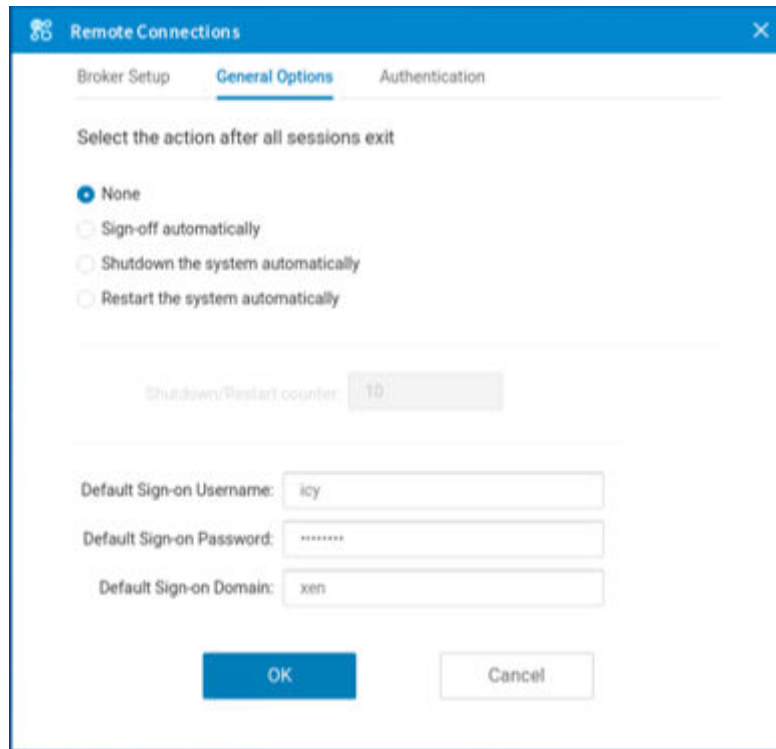 Remote Connections
Broker Setup General Options Authentication
Select the action after all sessions exit
None
Sign-off automatically
Shutdown the system automatically
Restart the system automatically
Shutdown/Restart counter: 10
Default Sign-on Username: icy
Default Sign-on Password: ········
Default Sign-on Domain: xen
OK Cancel